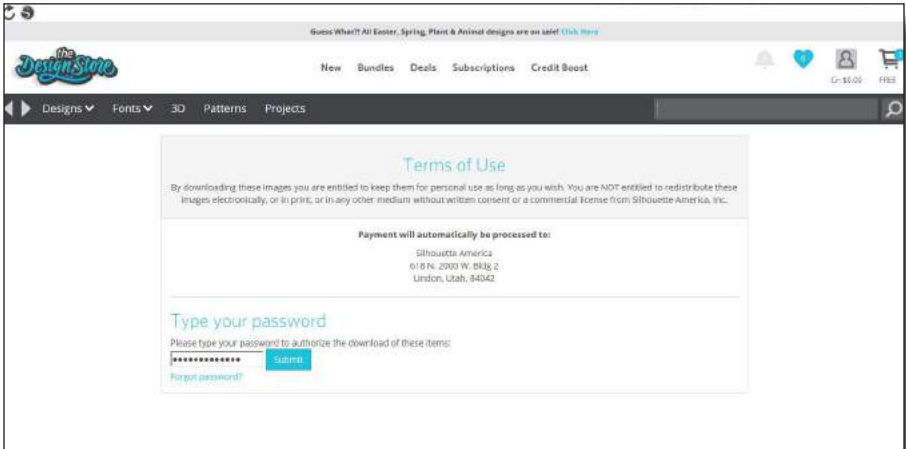 Guess What?! All Easter, Spring, Plant & Animal designs are on sale! Click Here
the
Design Store
New Bundles Deals Subscriptions Credit Boost
Cr: $0.00
FREE
Designs Fonts 3D Patterns Projects
Terms of Use
By downloading these images you are entitled to keep them for personal use as long as you wish. You are NOT entitled to redistribute these
images electronically, or in print, or in any other medium without written consent or a commercial license from Silhouette America, Inc.
Payment will automatically be processed to:
Silhouette America
618 N. 2000 W. Bldg 2
Lindon, Utah, 84042
Type your password
Please type your password to authorize the download of these items:
Submit
Forgot password?